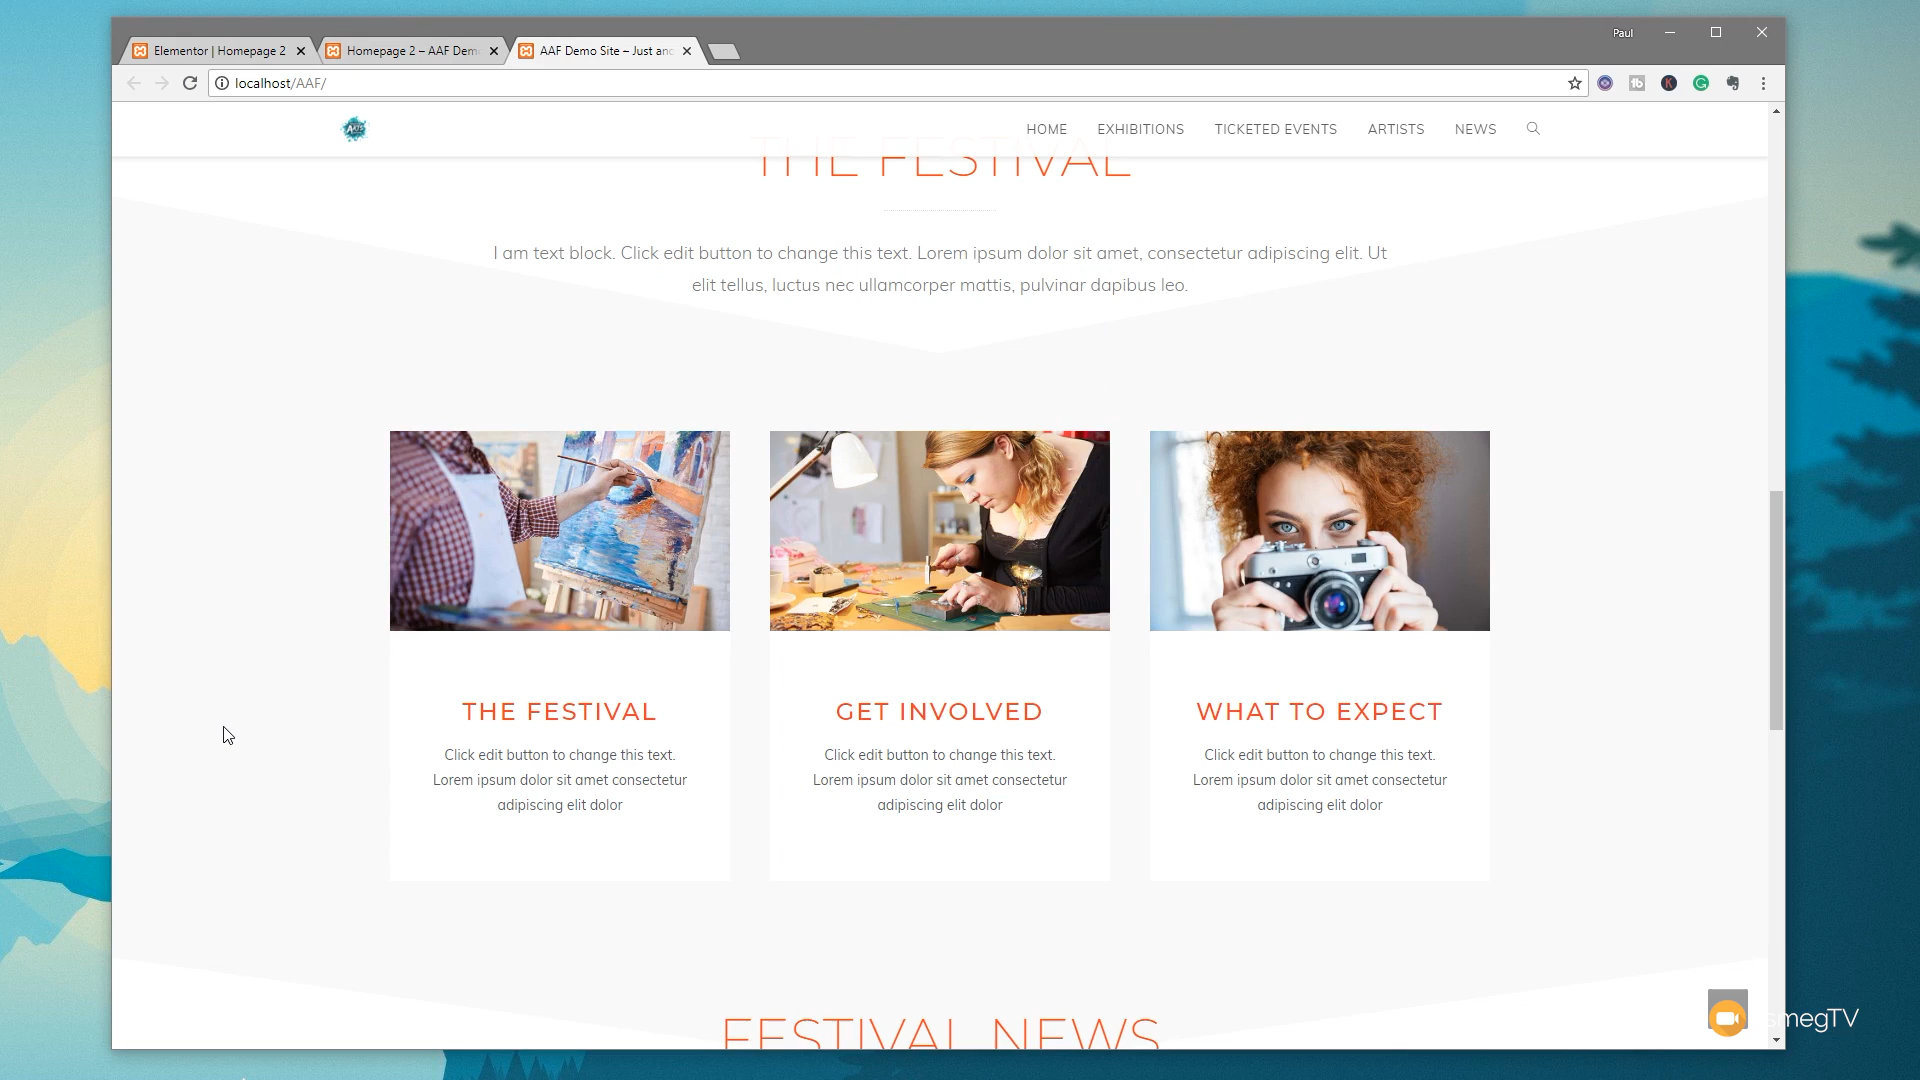 Paul
Elementor | Homepage 2
Homepage 2 – AAF Dem
AAF Demo Site – Just an
localhost/AAF/
ARTS
HOME EXHIBITIONS TICKETED EVENTS ARTISTS NEWS
THE FESTIVAL
I am text block. Click edit button to change this text. Lorem ipsum dolor sit amet, consectetur adipiscing elit. Ut
elit tellus, luctus nec ullamcorper mattis, pulvinar dapibus leo.
THE FESTIVAL
Click edit button to change this text.
Lorem ipsum dolor sit amet consectetur
adipiscing elit dolor
GET INVOLVED
Click edit button to change this text.
Lorem ipsum dolor sit amet consectetur
adipiscing elit dolor
WHAT TO EXPECT
Click edit button to change this text.
Lorem ipsum dolor sit amet consectetur
adipiscing elit dolor
FESTIVAL NEWS
smegTV